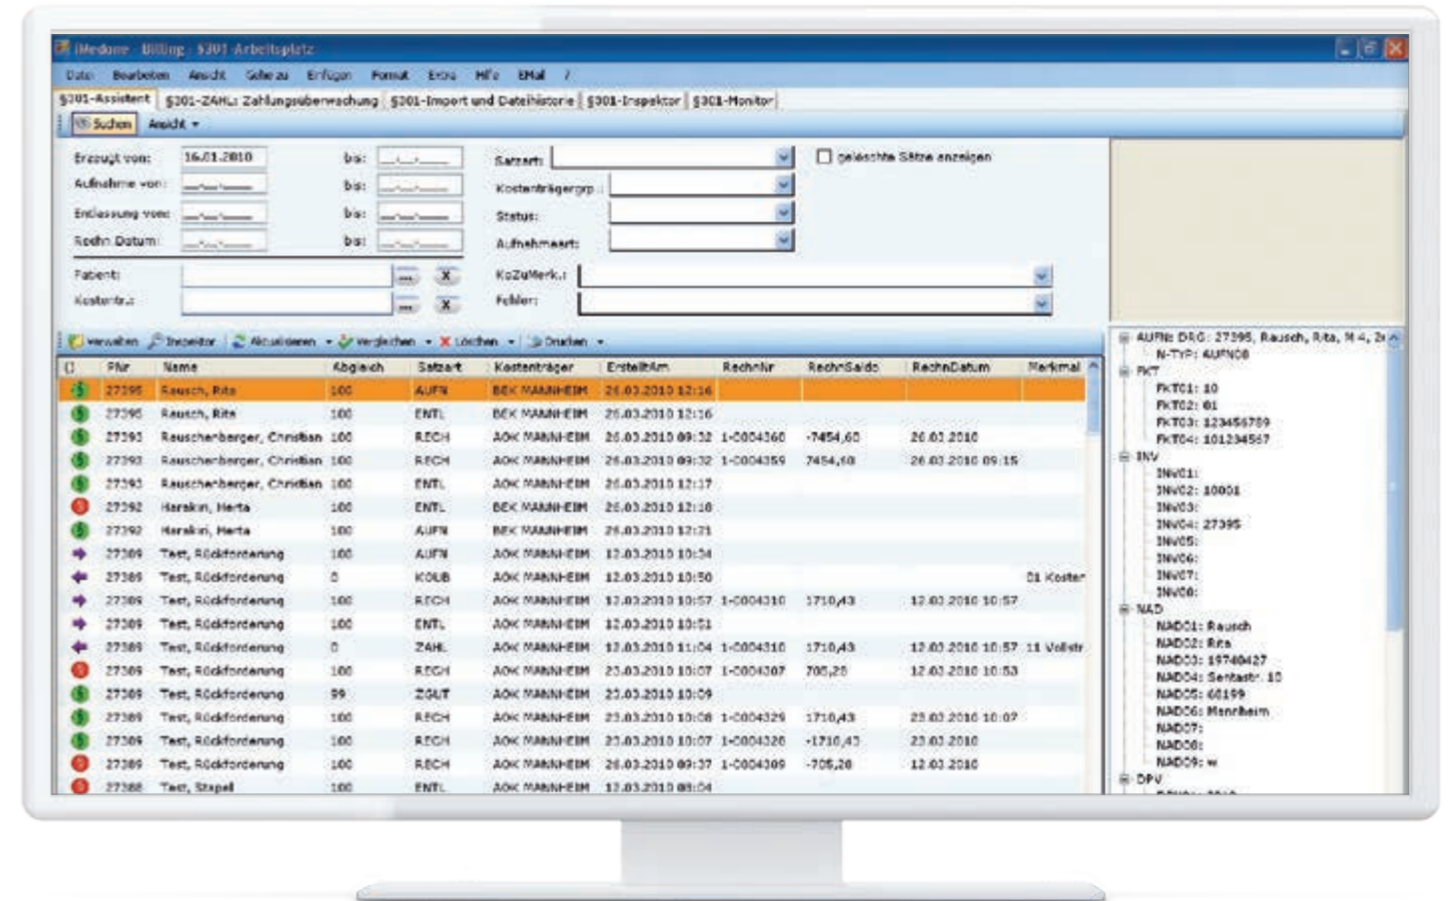 iMedone - Billing - §301-Arbeitsplatz
Datei Bearbeiten Ansicht Gehe zu Einfügen Format Extra Hilfe EMail ?
§301-Assistent §301-ZAHL: Zahlungsüberwachung §301-Import und Dateihistorie §301-Inspektor §301-Monitor
Suchen Ansicht
Erzeugt von: 16.01.2010 bis: Satzart: gelöschte Sätze anzeigen
Aufnahme von: bis: Kostenträgergrp.:
Entlassung von: bis: Status:
Rechn.Datum: bis: Aufnahmeart:
Patient: ... X KoZuMerk.:
Kostentr.: ... X Fehler:
verwalten Inspektor Aktualisieren vergleichen Löschen Drucken
PNr Name Abgleich Satzart Kostenträger ErstelltAm RechnNr RechnSaldo RechnDatum Merkmal
27395 Rausch, Rita 100 AUFN BEK MANNHEIM 26.03.2010 12:16
27395 Rausch, Rita 100 ENTL BEK MANNHEIM 26.03.2010 12:16
27393 Rauschenberger, Christian 100 RECH AOK MANNHEIM 26.03.2010 09:32 1-0004360 -7454,60 26.03.2010
27393 Rauschenberger, Christian 100 RECH AOK MANNHEIM 26.03.2010 09:32 1-0004359 7454,60 26.03.2010 09:15
27393 Rauschenberger, Christian 100 ENTL AOK MANNHEIM 26.03.2010 12:17
27392 Harakiri, Herta 100 ENTL BEK MANNHEIM 26.03.2010 12:18
27392 Harakiri, Herta 100 AUFN BEK MANNHEIM 26.03.2010 12:21
27389 Test, Rückforderung 100 AUFN AOK MANNHEIM 12.03.2010 10:34
27389 Test, Rückforderung 0 KOUB AOK MANNHEIM 12.03.2010 10:50 01 Kosten
27389 Test, Rückforderung 100 RECH AOK MANNHEIM 12.03.2010 10:57 1-0004310 1710,43 12.03.2010 10:57
27389 Test, Rückforderung 100 ENTL AOK MANNHEIM 12.03.2010 10:51
27389 Test, Rückforderung 0 ZAHL AOK MANNHEIM 12.03.2010 11:04 1-0004310 1710,43 12.03.2010 10:57 11 Vollstr
27389 Test, Rückforderung 100 RECH AOK MANNHEIM 23.03.2010 10:07 1-0004307 705,28 12.03.2010 10:53
27389 Test, Rückforderung 99 ZGUT AOK MANNHEIM 23.03.2010 10:09
27389 Test, Rückforderung 100 RECH AOK MANNHEIM 23.03.2010 10:08 1-0004329 1710,43 23.03.2010 10:07
27389 Test, Rückforderung 100 RECH AOK MANNHEIM 23.03.2010 10:07 1-0004328 -1710,43 23.03.2010
27389 Test, Rückforderung 100 RECH AOK MANNHEIM 26.03.2010 09:37 1-0004309 -705,28 12.03.2010
27388 Test, Stapel 100 ENTL AOK MANNHEIM 12.03.2010 08:04
AUFN: DRG: 27395, Rausch, Rita, M 4,
N-TYP: AUFN08
FKT
FKT01: 10
FKT02: 01
FKT03: 123456789
FKT04: 101234567
INV
INV01:
INV02: 10001
INV03:
INV04: 27395
INV05:
INV06:
INV07:
INV08:
NAD
NAD01: Rausch
NAD02: Rita
NAD03: 19740427
NAD04: Sentastr. 10
NAD05: 68199
NAD06: Mannheim
NAD07:
NAD08:
NAD09: w
DPV